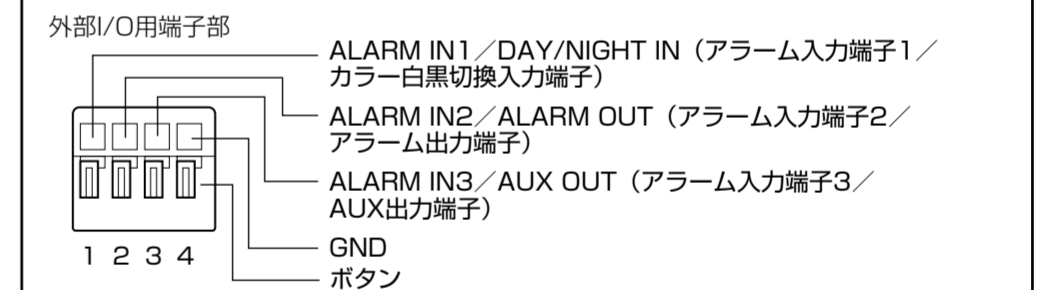 外部I/O用端子部
ALARM IN1／DAY/NIGHT IN（アラーム入力端子1／
カラー白黒切換入力端子）
ALARM IN2／ALARM OUT（アラーム入力端子2／
アラーム出力端子）
ALARM IN3／AUX OUT（アラーム入力端子3／
AUX出力端子）
GND
ボタン
1 2 3 4